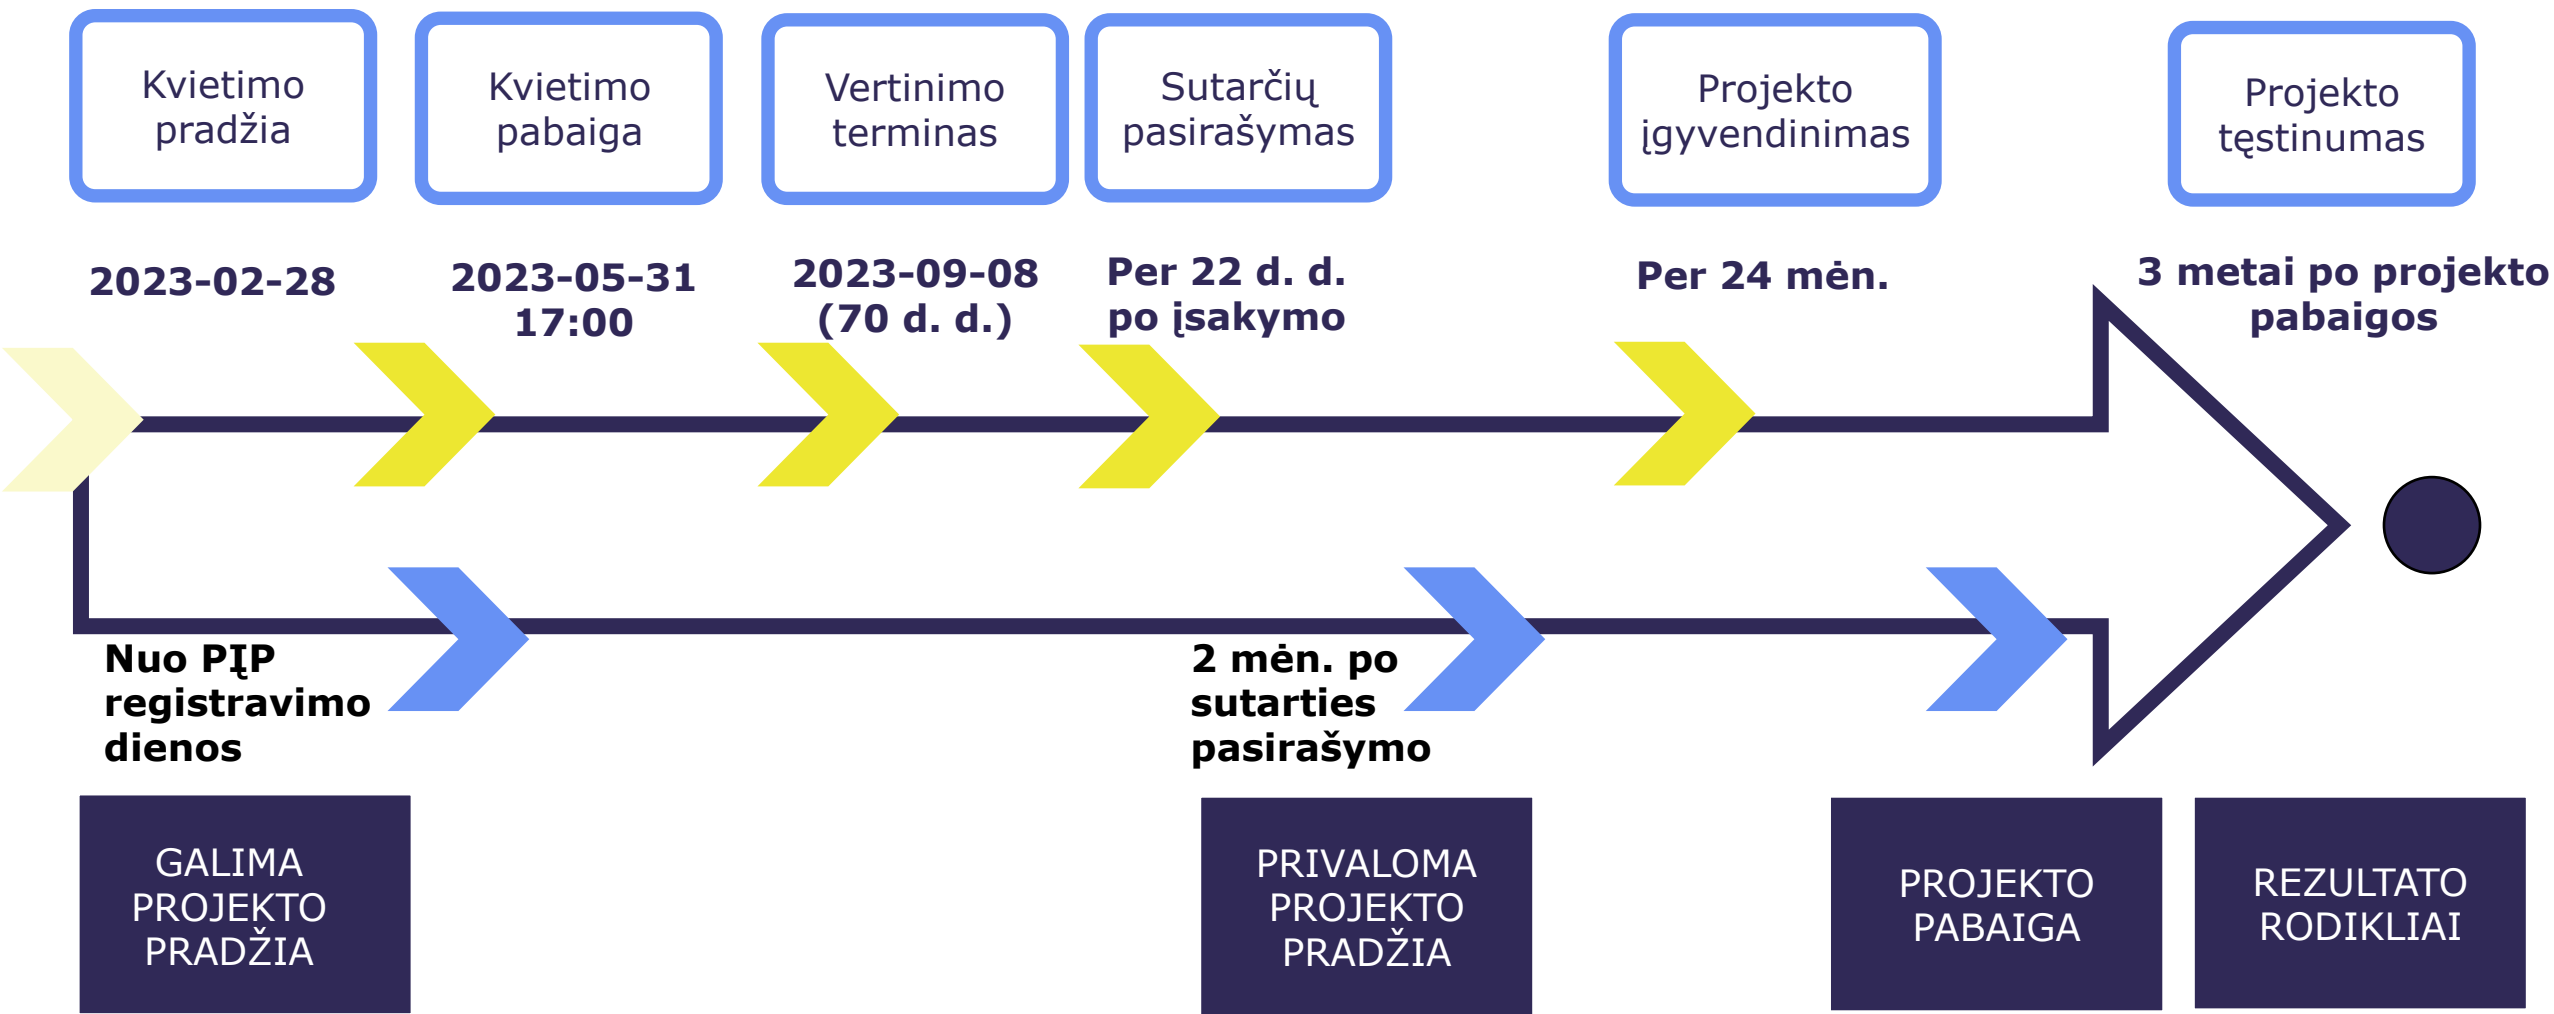 Kvietimo
pradžia
Kvietimo
pabaiga
Vertinimo
terminas
Sutarčių
pasirašymas
Projekto
įgyvendinimas
Projekto
tęstinumas
2023-02-28
2023-05-31
17:00
2023-09-08
(70 d. d.)
Per 22 d. d.
po įsakymo
Per 24 mėn.
3 metai po projekto
pabaigos
Nuo PĮP
registravimo
dienos
2 mėn. po
sutarties
pasirašymo
GALIMA
PROJEKTO
PRADŽIA
PRIVALOMA
PROJEKTO
PRADŽIA
PROJEKTO
PABAIGA
REZULTATO
RODIKLIAI